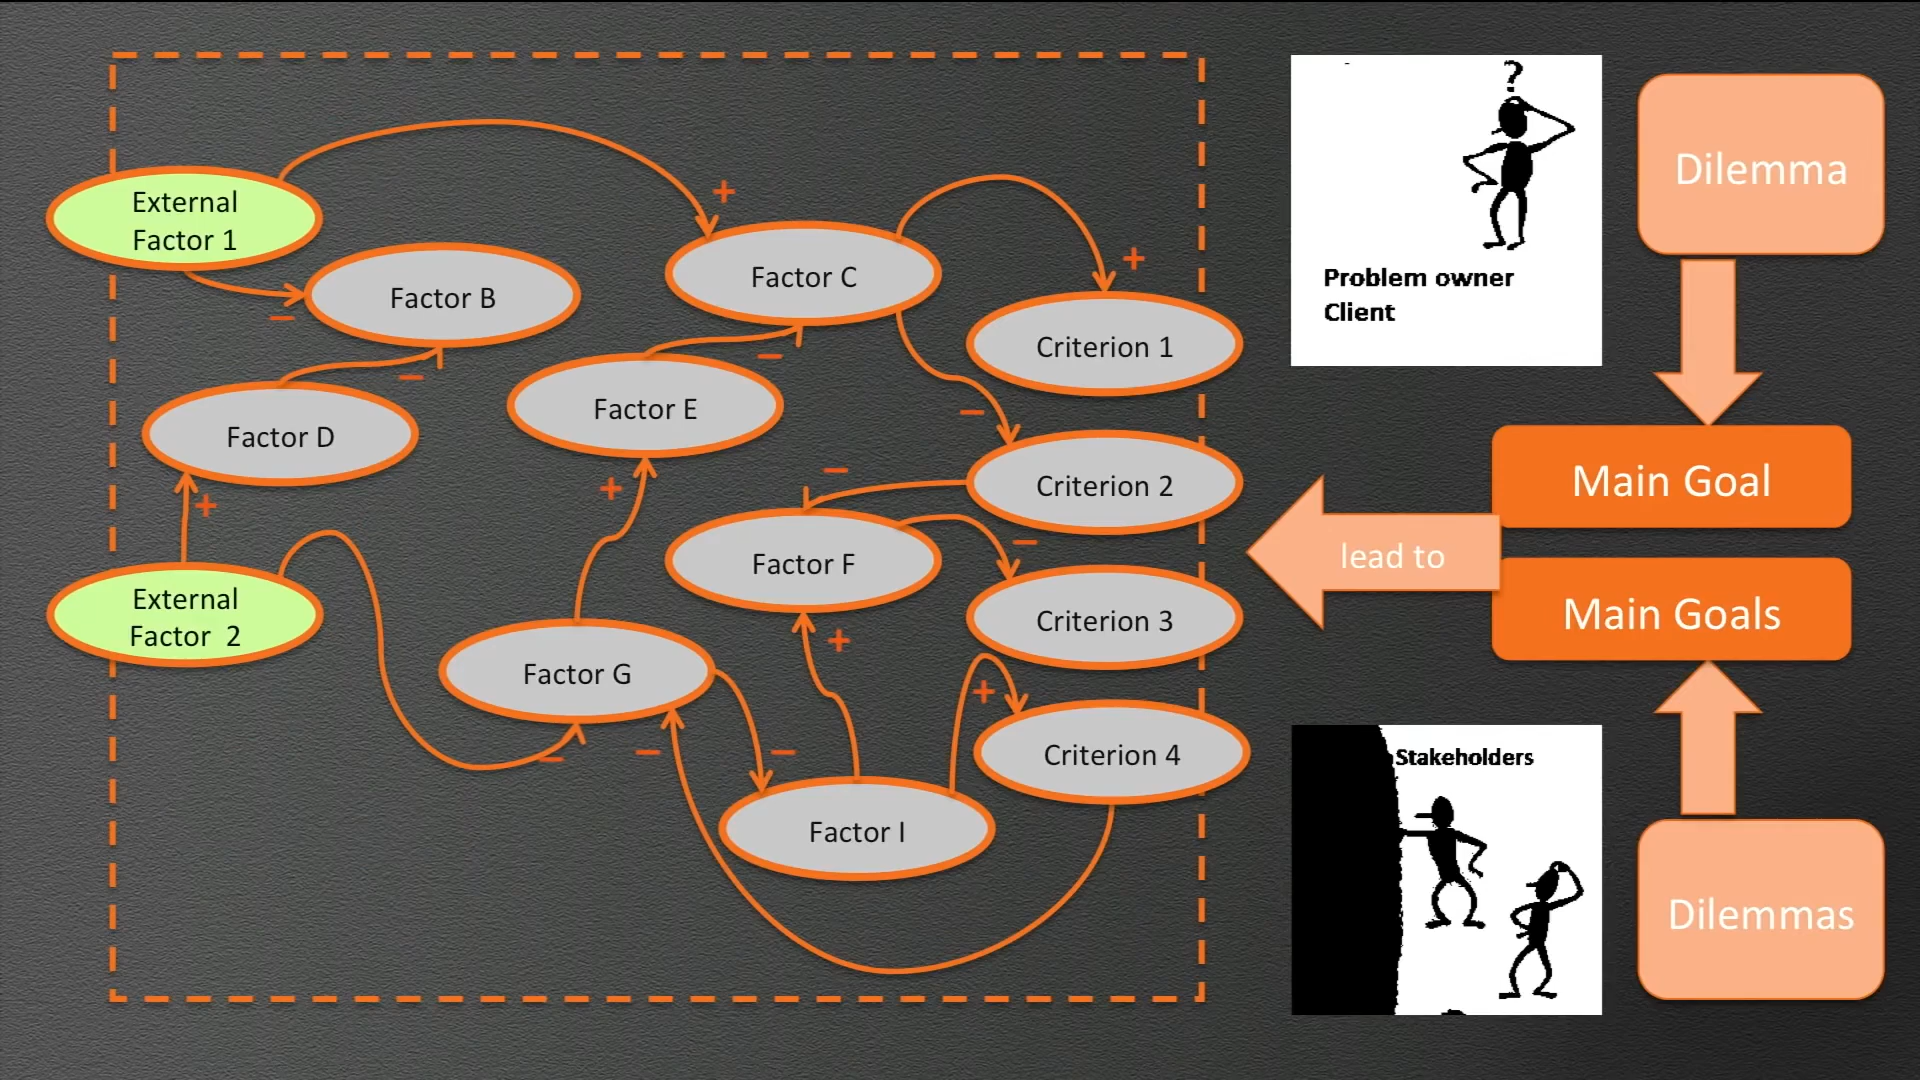 External
Factor 1
+
−
Factor B
Factor C
+
Criterion 1
−
−
Factor D
Factor E
−
Criterion 2
+
+
−
Factor F
−
External
Factor 2
Criterion 3
Factor G
+
+
−
−
−
Criterion 4
Factor I
?
Problem owner
Client
Dilemma
Main Goal
lead to
Main Goals
Stakeholders
Dilemmas